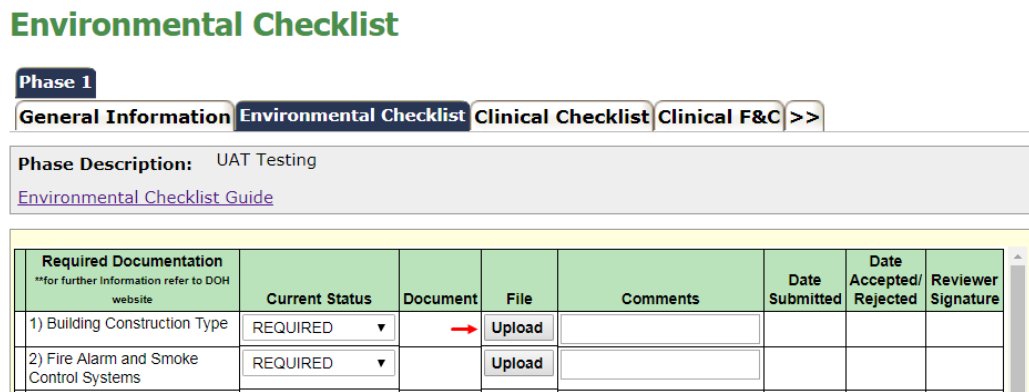 Environmental Checklist
Phase 1
General Information Environmental Checklist Clinical Checklist Clinical F&C >>
Phase Description: UAT Testing
Environmental Checklist Guide
Required Documentation
**for further Information refer to DOH
website
Current Status
Document
File
Comments
Date
Submitted
Date
Accepted/
Rejected
Reviewer
Signature
1) Building Construction Type REQUIRED Upload
2) Fire Alarm and Smoke
Control Systems
REQUIRED Upload